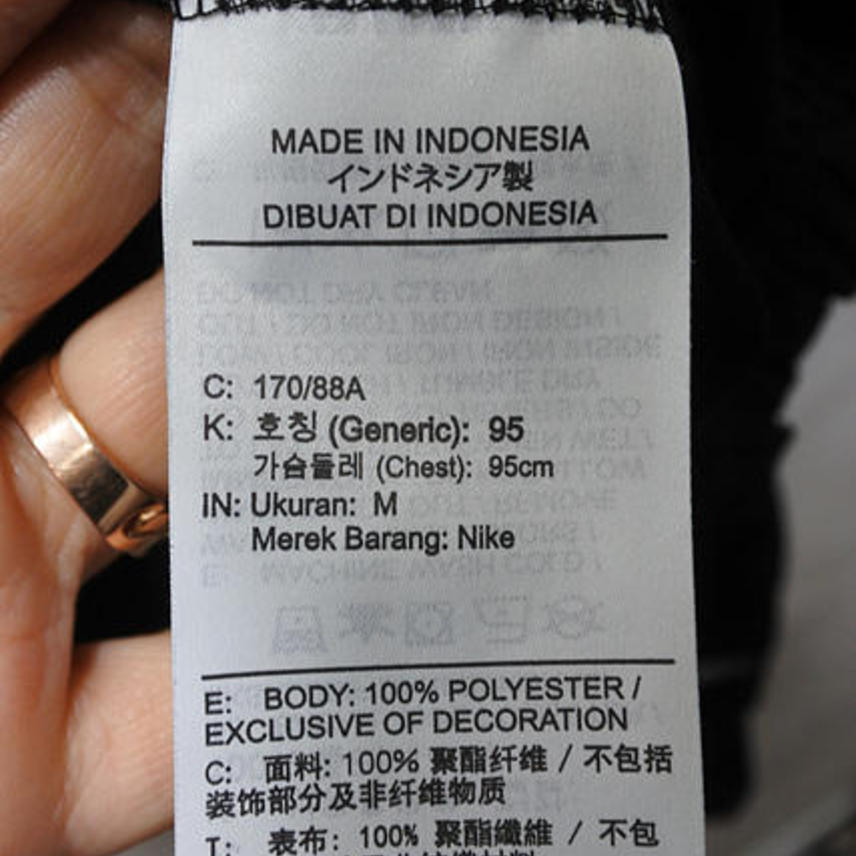 MADE IN INDONESIA
インドネシア製
DIBUAT DI INDONESIA
C: 170/88A
K: 호칭 (Generic): 95
가슴둘레 (Chest): 95cm
IN: Ukuran: M
Merek Barang: Nike
E: BODY: 100% POLYESTER /
EXCLUSIVE OF DECORATION
C: 面料: 100% 聚酯纤维 / 不包括
装饰部分及非纤维物质
T: 表布: 100% 聚酯纖維 / 不包